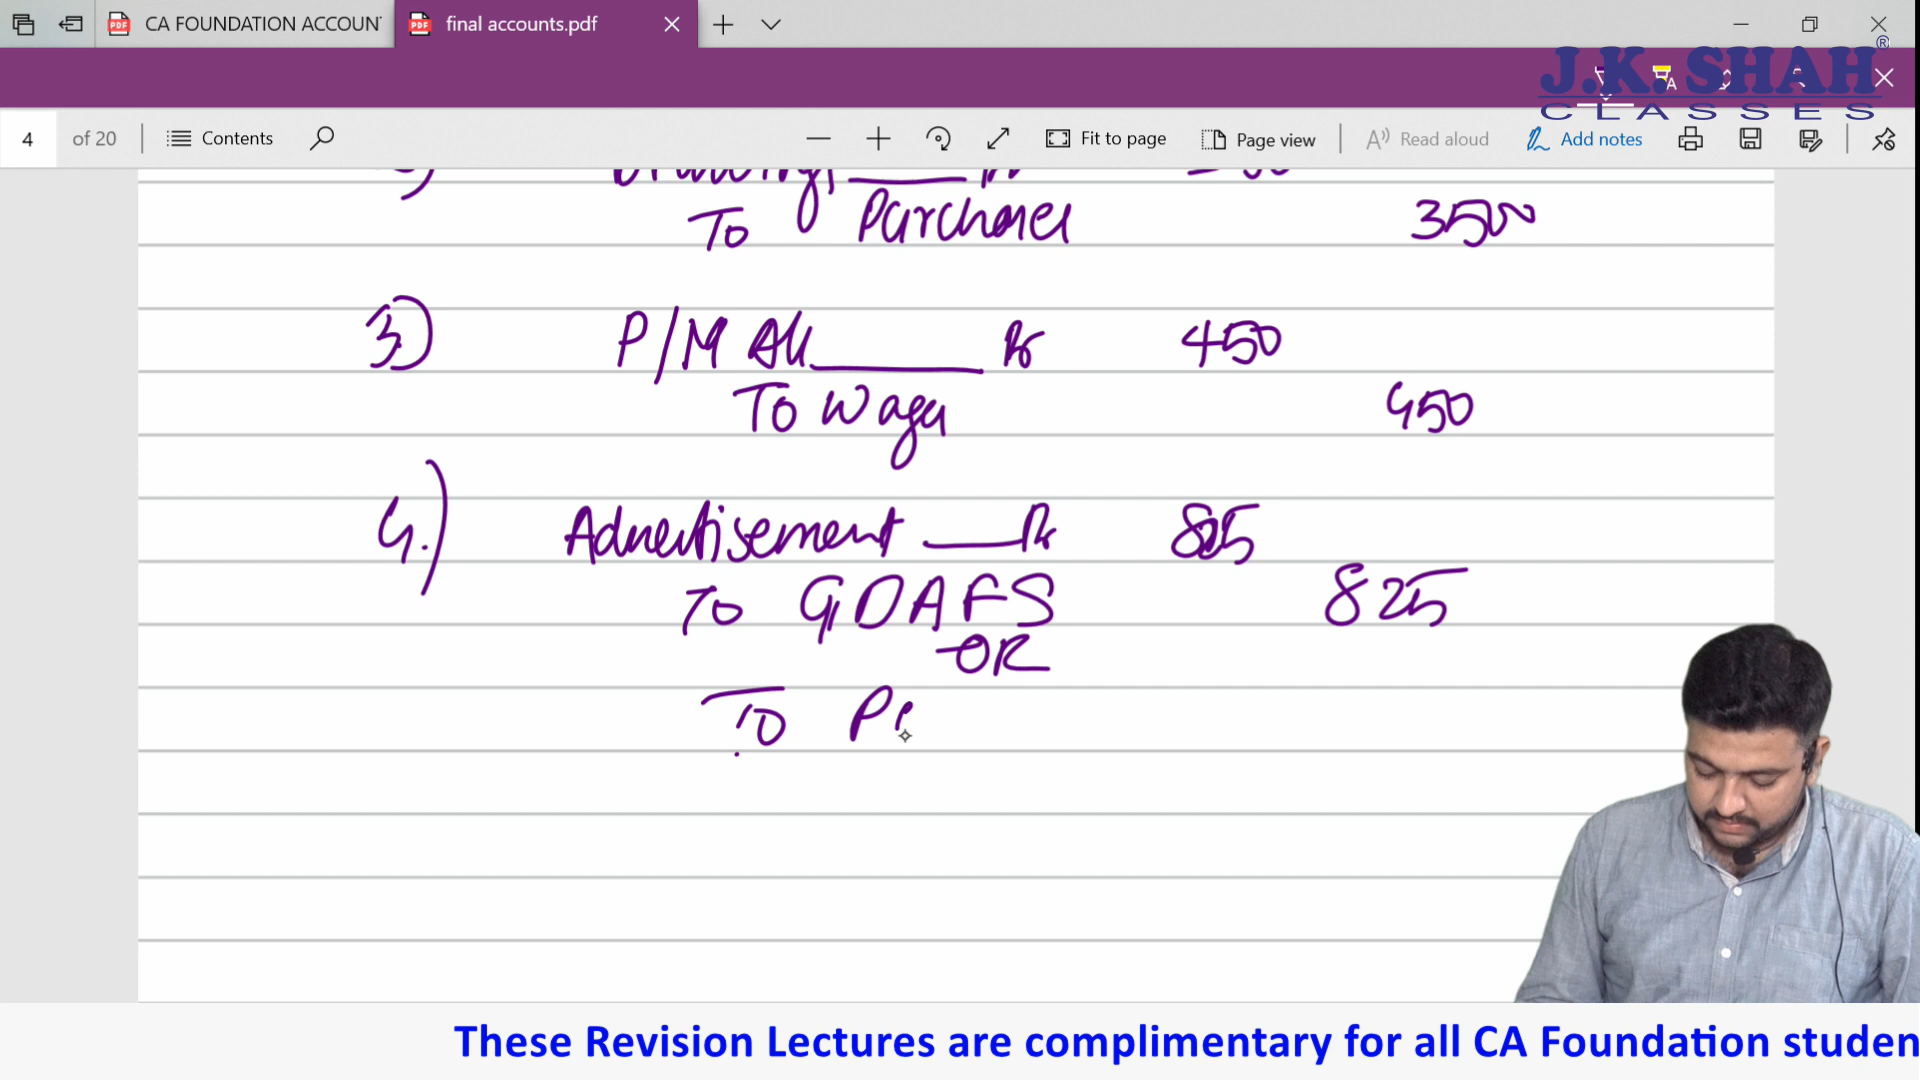 CA FOUNDATION ACCOUN
final accounts.pdf
J.K. SHAH ®
CLASSES
4 of 20 Contents Fit to page Page view Read aloud Add notes
To Purchases 3500
3) P/M A/c Dr 450
To Wages 450
4.) Advertisement Dr 825
To GDAFS 825
OR
To P
These Revision Lectures are complimentary for all CA Foundation studen